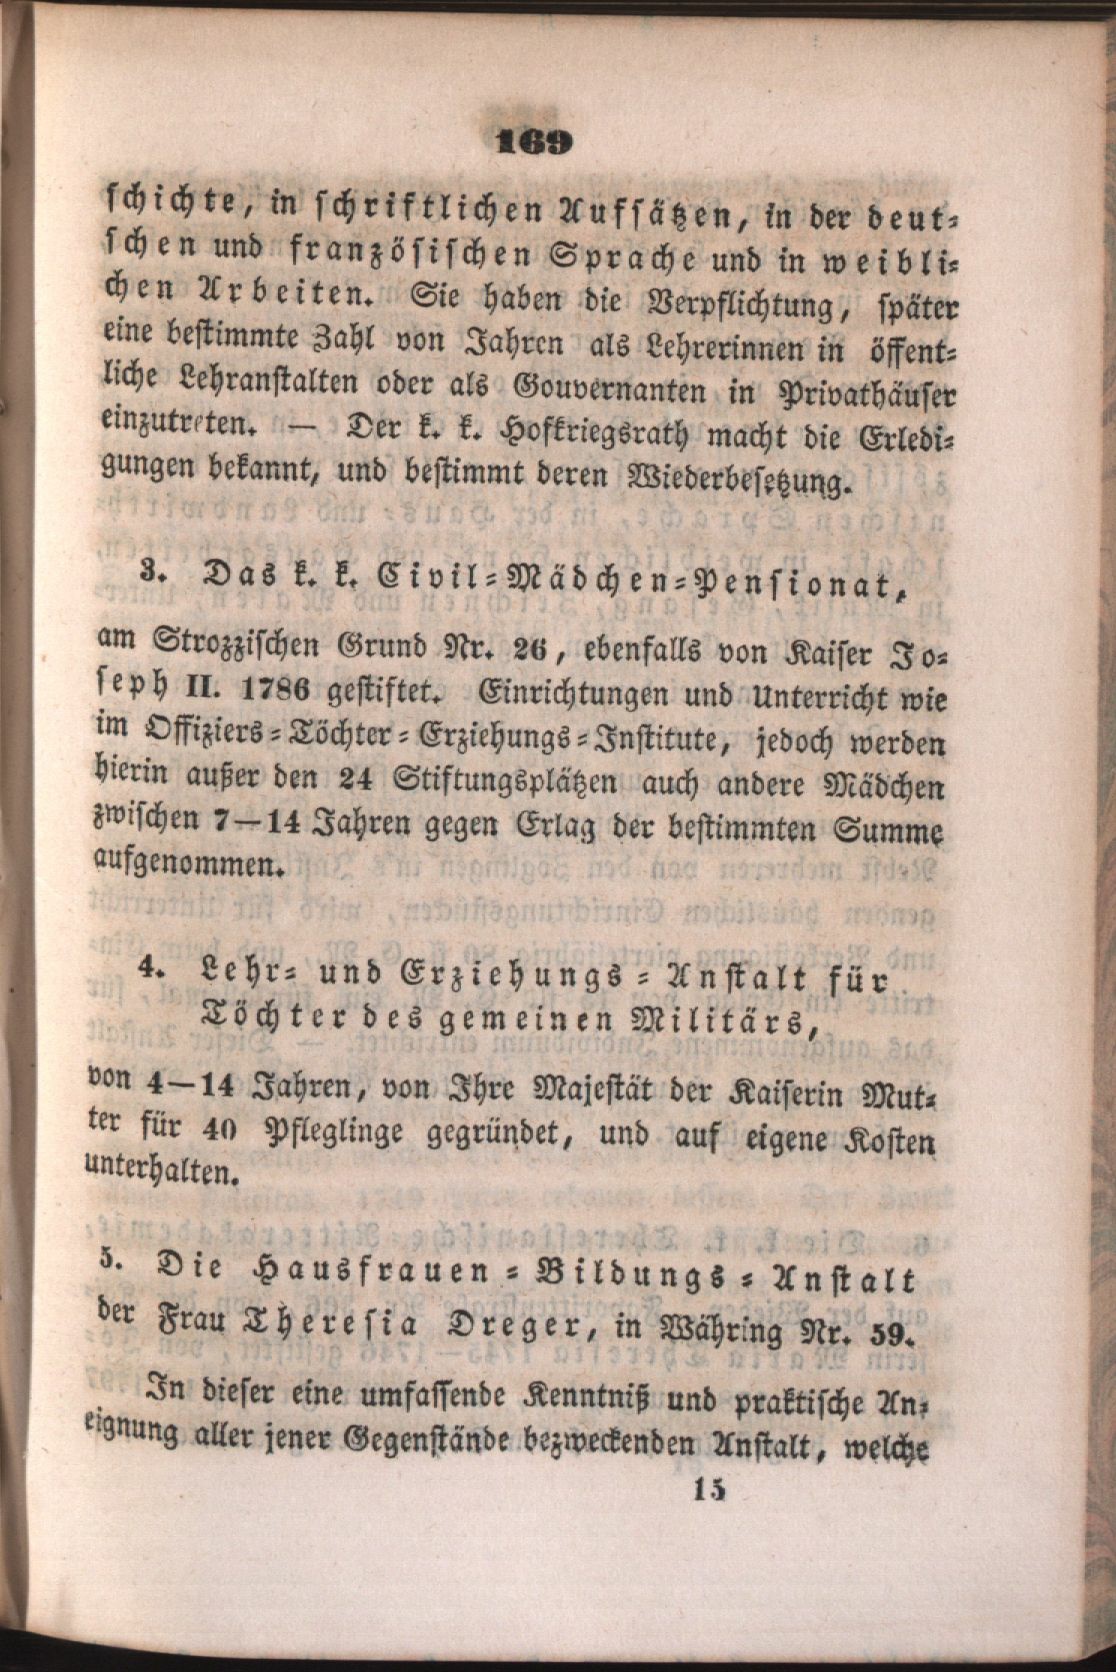 169
schichte, in schriftlichen Aufsätzen, in der deut-
schen und französischen Sprache und in weibli-
chen Arbeiten. Sie haben die Verpflichtung, später
eine bestimmte Zahl von Jahren als Lehrerinnen in öffent-
liche Lehranstalten oder als Gouvernanten in Privathäuser
einzutreten. — Der k. k. Hofkriegsrath macht die Erledi-
gungen bekannt, und bestimmt deren Wiederbesetzung.
3. Das k. k. Civil-Mädchen-Pensionat,
am Strozzischen Grund Nr. 26, ebenfalls von Kaiser Jo-
seph II. 1786 gestiftet. Einrichtungen und Unterricht wie
im Offiziers-Töchter-Erziehungs-Institute, jedoch werden
hierin außer den 24 Stiftungsplätzen auch andere Mädchen
zwischen 7—14 Jahren gegen Erlag der bestimmten Summe
aufgenommen.
4. Lehr- und Erziehungs-Anstalt für
Töchter des gemeinen Militärs,
von 4—14 Jahren, von Ihre Majestät der Kaiserin Mut-
ter für 40 Pfleglinge gegründet, und auf eigene Kosten
unterhalten.
5. Die Hausfrauen-Bildungs-Anstalt
der Frau Theresia Dreger, in Währing Nr. 59.
In dieser eine umfassende Kenntniß und praktische An-
eignung aller jener Gegenstände bezweckenden Anstalt, welche
15